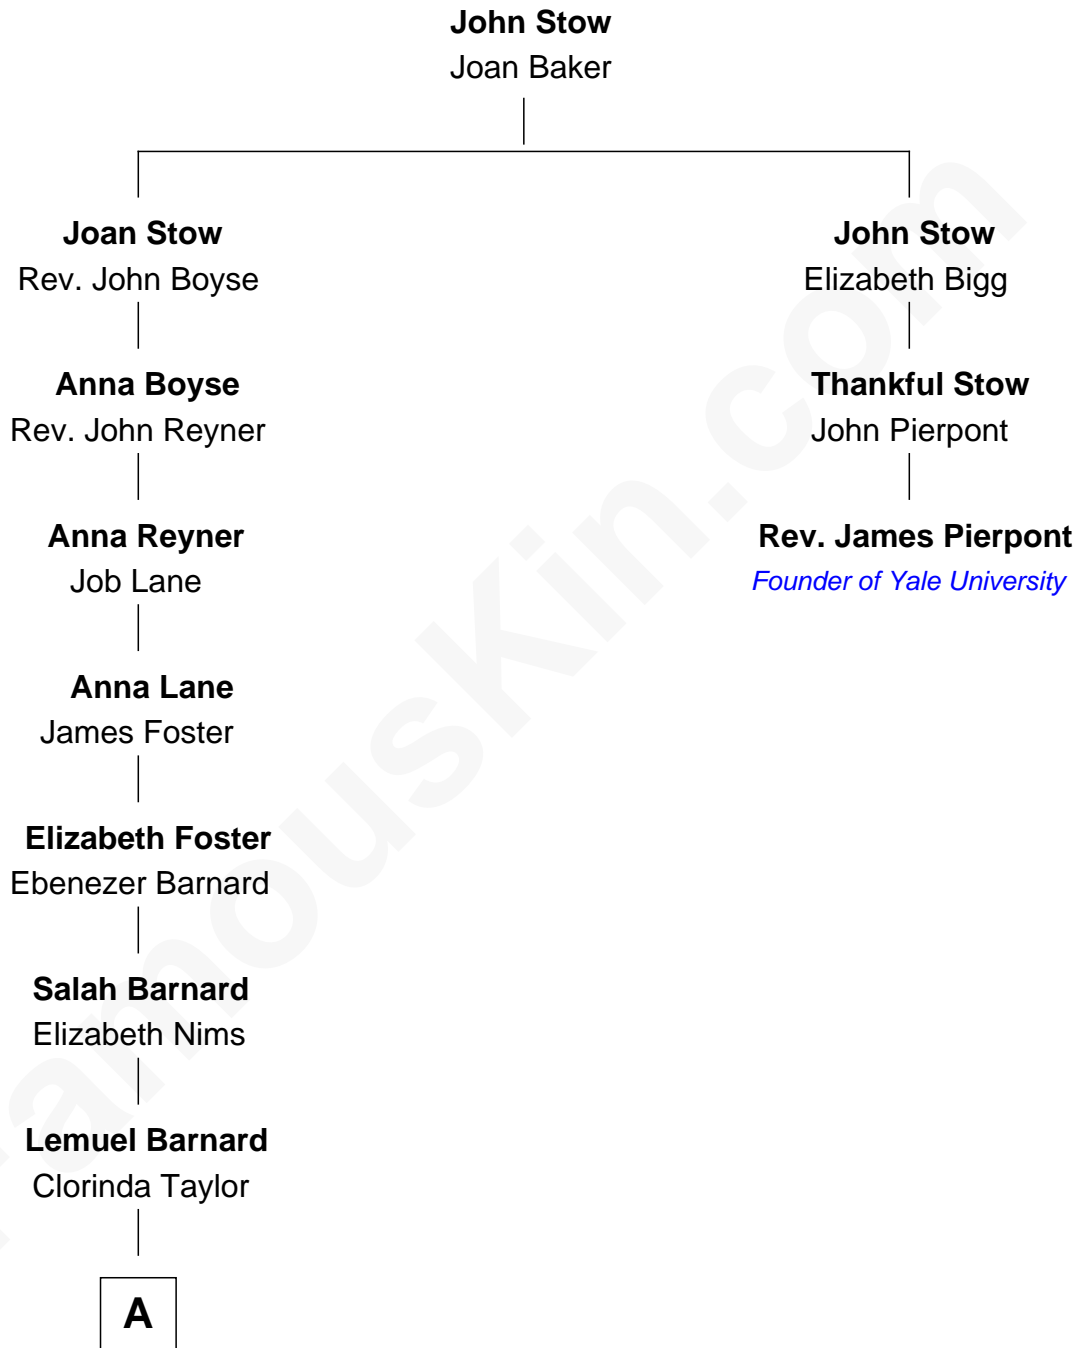 John Stow
Joan Baker
Joan Stow
Rev. John Boyse
John Stow
Elizabeth Bigg
Anna Boyse
Rev. John Reyner
Thankful Stow
John Pierpont
Anna Reyner
Job Lane
Rev. James Pierpont
Founder of Yale University
Anna Lane
James Foster
Elizabeth Foster
Ebenezer Barnard
Salah Barnard
Elizabeth Nims
Lemuel Barnard
Clorinda Taylor
A
FamousKin.com